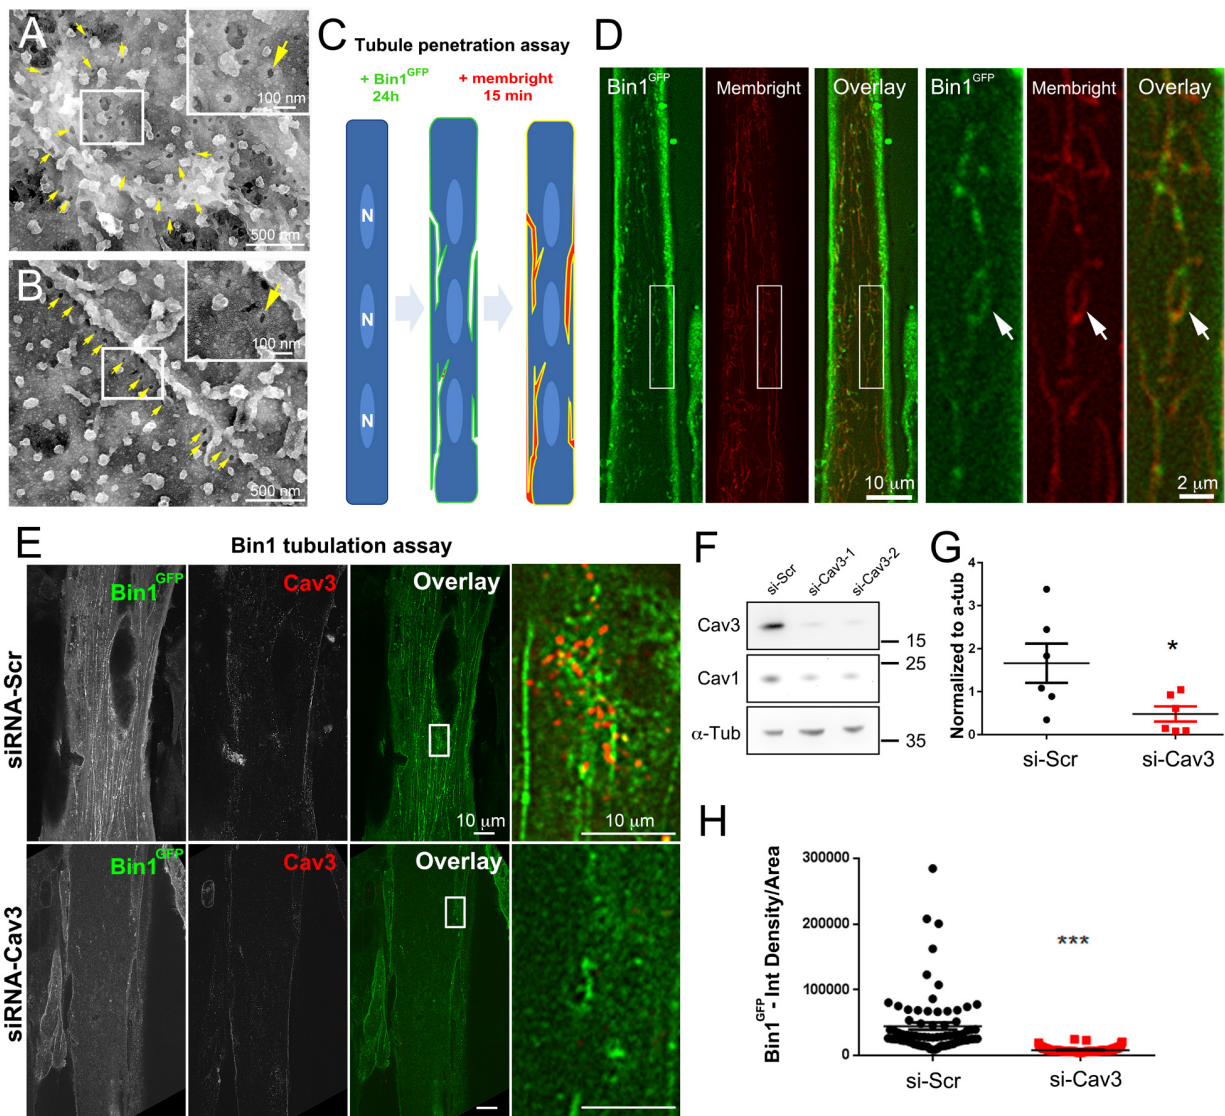 A
100 nm
500 nm
B
100 nm
500 nm
C
Tubule penetration assay
+ Bin1GFP
24h
+ membright
15 min
N
N
N
D
Bin1GFP
Membright
Overlay
Bin1GFP
Membright
Overlay
10 μm
2 μm
E
Bin1 tubulation assay
siRNA-Scr
Bin1GFP
Cav3
Overlay
10 μm
10 μm
siRNA-Cav3
Bin1GFP
Cav3
Overlay
F
si-Scr
si-Cav3-1
si-Cav3-2
Cav3
15
25
Cav1
α-Tub
35
G
Normalized to a-tub
4
3
2
1
0
*
si-Scr
si-Cav3
H
Bin1GFP - Int Density/Area
300000
200000
100000
0
***
si-Scr
si-Cav3